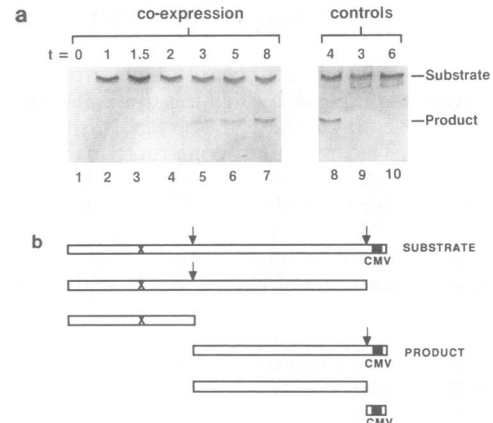 a
co-expression
controls
t = 0 1 1.5 2 3 5 8 4 3 6
Substrate
Product
1 2 3 4 5 6 7 8 9 10
b
SUBSTRATE
CMV
X
X
X
PRODUCT
CMV
CMV